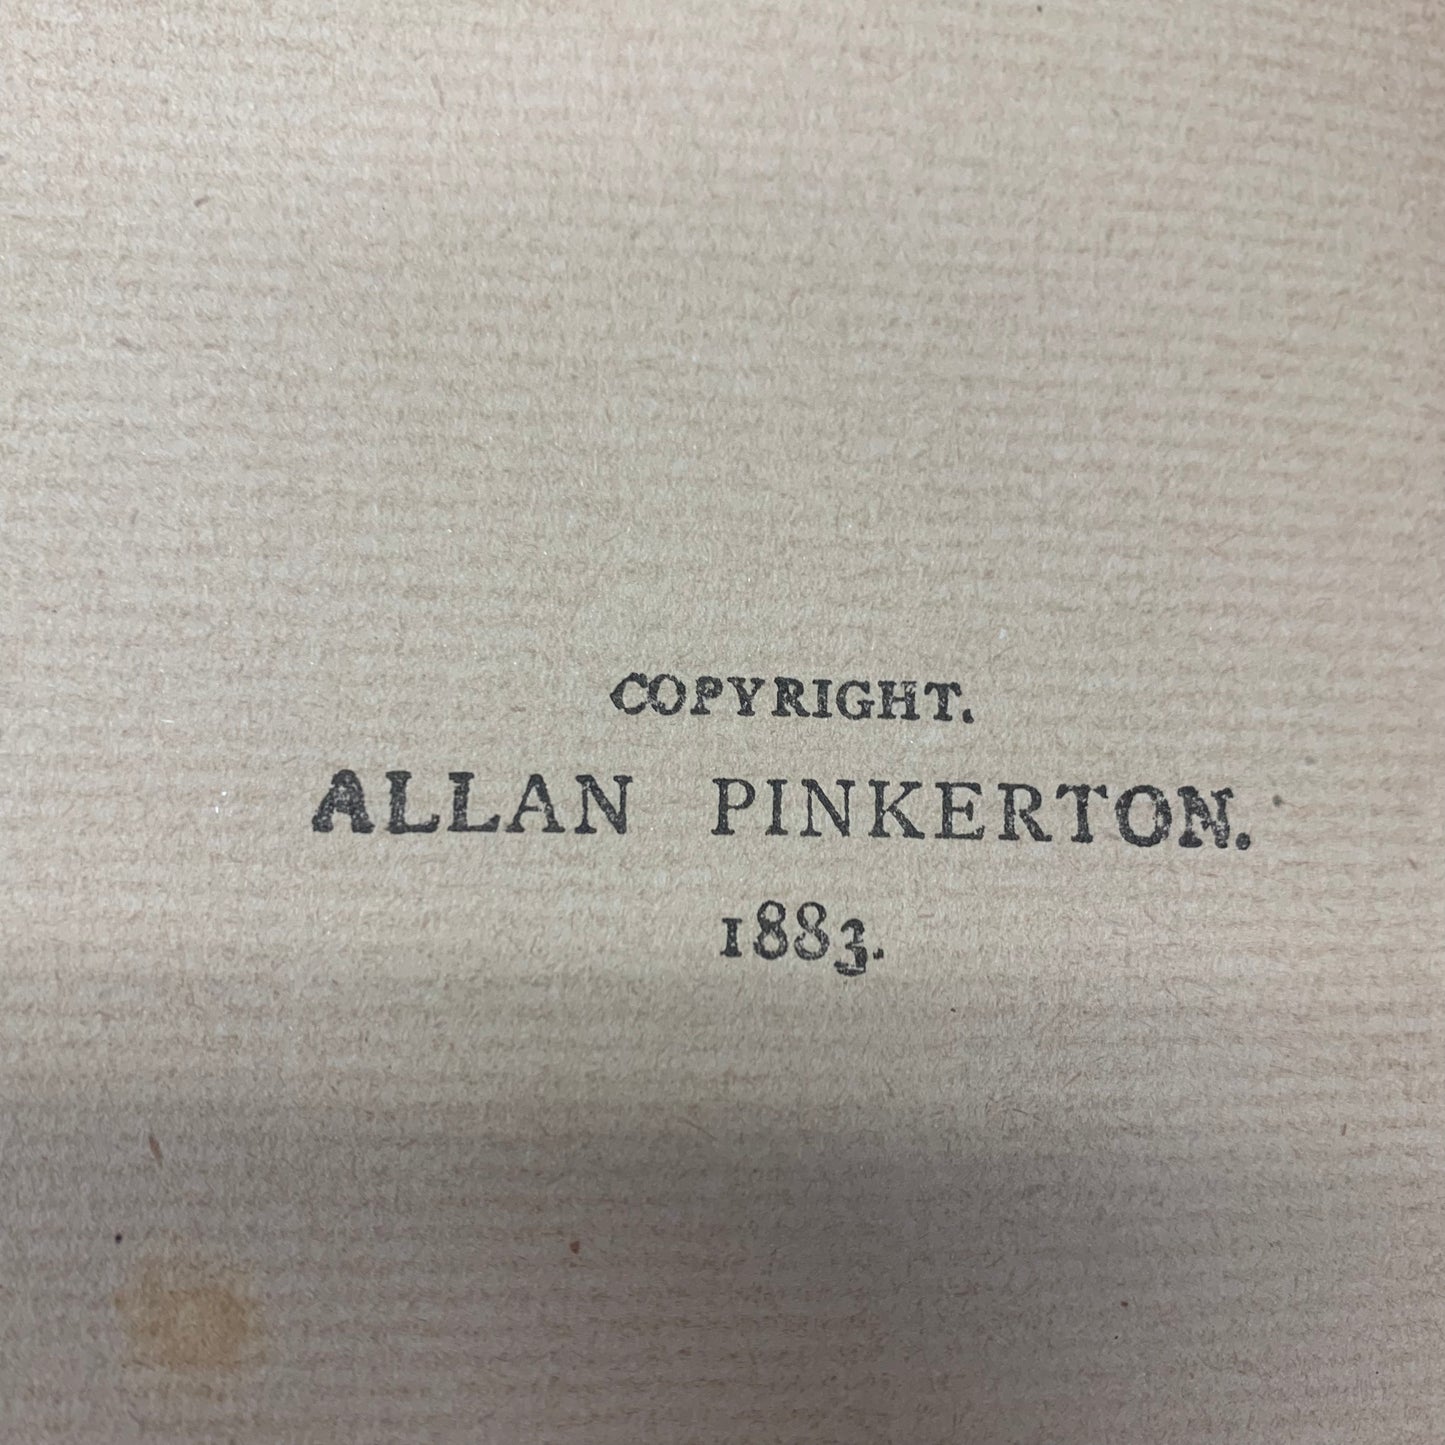 COPYRIGHT.
ALLAN PINKERTON.
1883.